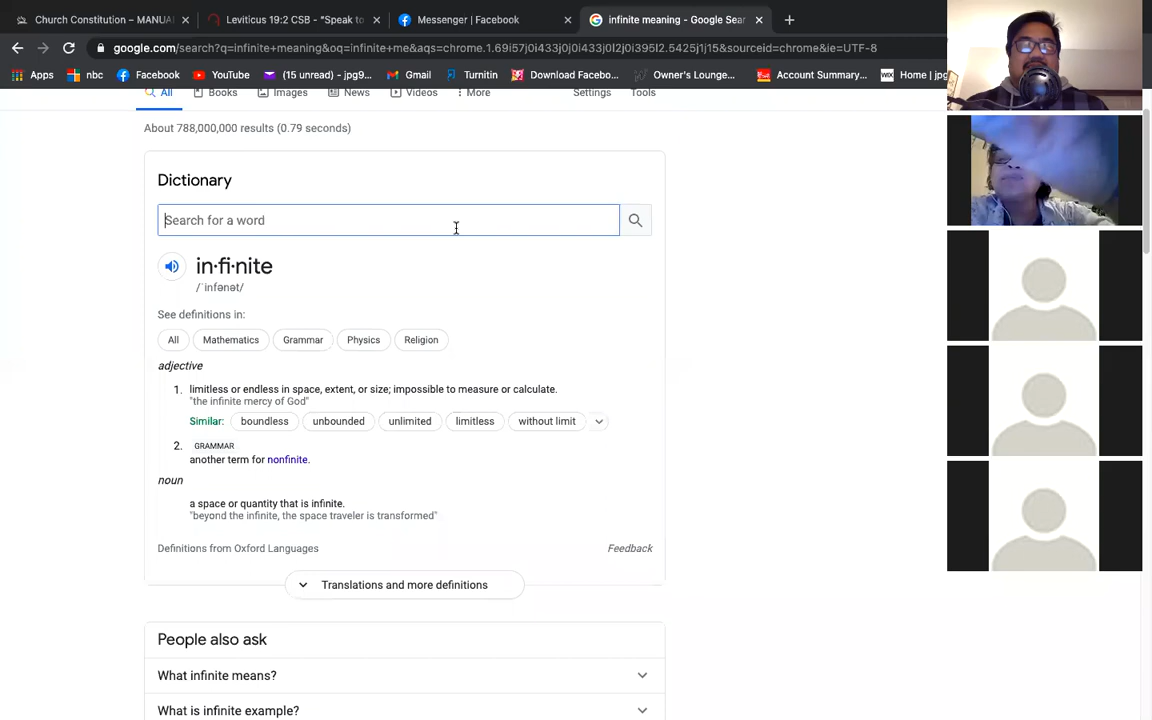 Church Constitution – MANUA
Leviticus 19:2 CSB - "Speak to
Messenger | Facebook
infinite meaning - Google Sear
google.com/search?q=infinite+meaning&oq=infinite+me&aqs=chrome.1.69i57j0i433j0j0i433j0l2j0i395l2.5425j1j15&sourceid=chrome&ie=UTF-8
Apps
nbc
Facebook
YouTube
(15 unread) - jpg9...
Gmail
Turnitin
Download Facebo...
Owner's Lounge...
Account Summary...
WIX
Home | jpg
All
Books
Images
News
Videos
More
Settings
Tools
About 788,000,000 results (0.79 seconds)
Dictionary
Search for a word
in·fi·nite
/ˈinfənət/
See definitions in:
All
Mathematics
Grammar
Physics
Religion
adjective
1. limitless or endless in space, extent, or size; impossible to measure or calculate.
"the infinite mercy of God"
Similar: boundless unbounded unlimited limitless without limit
2. GRAMMAR
another term for nonfinite.
noun
a space or quantity that is infinite.
"beyond the infinite, the space traveler is transformed"
Definitions from Oxford Languages
Feedback
Translations and more definitions
People also ask
What infinite means?
What is infinite example?